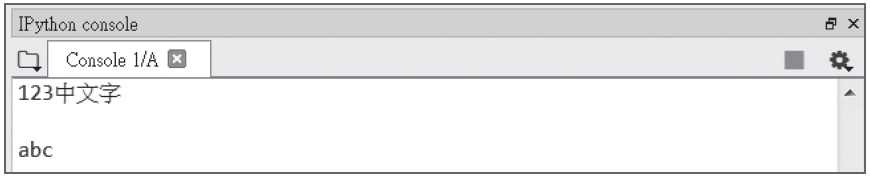 IPython console
Console 1/A
123中文字
abc